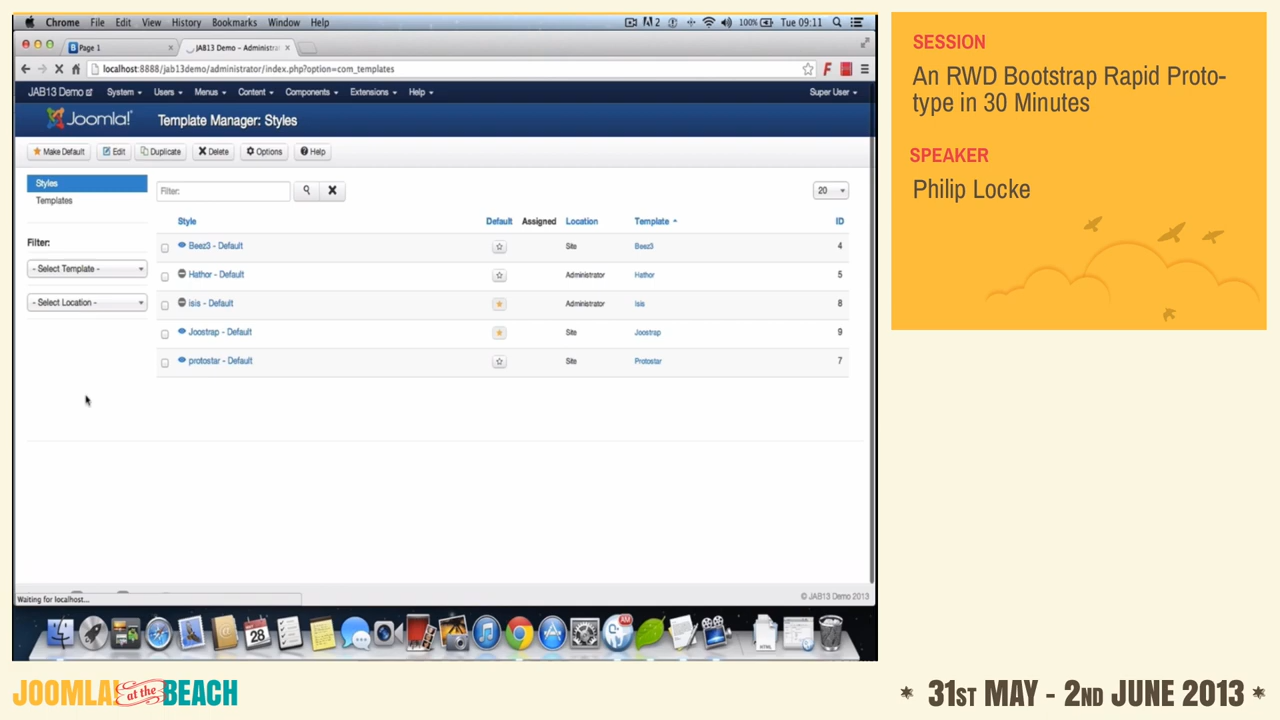 Chrome File Edit View History Bookmarks Window Help
2 100% Tue 09:11
Page 1
JAB13 Demo – Administra
localhost:8888/jab13demo/administrator/index.php?option=com_templates
JAB13 Demo System Users Menus Content Components Extensions Help Super User
Joomla! Template Manager: Styles
Make Default Edit Duplicate Delete Options Help
Styles
Templates
Filter:
- Select Template -
- Select Location -
Filter:
20
Style Default Assigned Location Template ID
Beez3 - Default Site Beez3 4
Hathor - Default Administrator Hathor 5
isis - Default Administrator Isis 8
Joostrap - Default Site Joostrap 9
protostar - Default Site Protostar 7
© JAB13 Demo 2013
Waiting for localhost...
28
HTML
SESSION
An RWD Bootstrap Rapid Proto-
type in 30 Minutes
SPEAKER
Philip Locke
JOOMLA! at the BEACH
* 31ST MAY - 2ND JUNE 2013 *